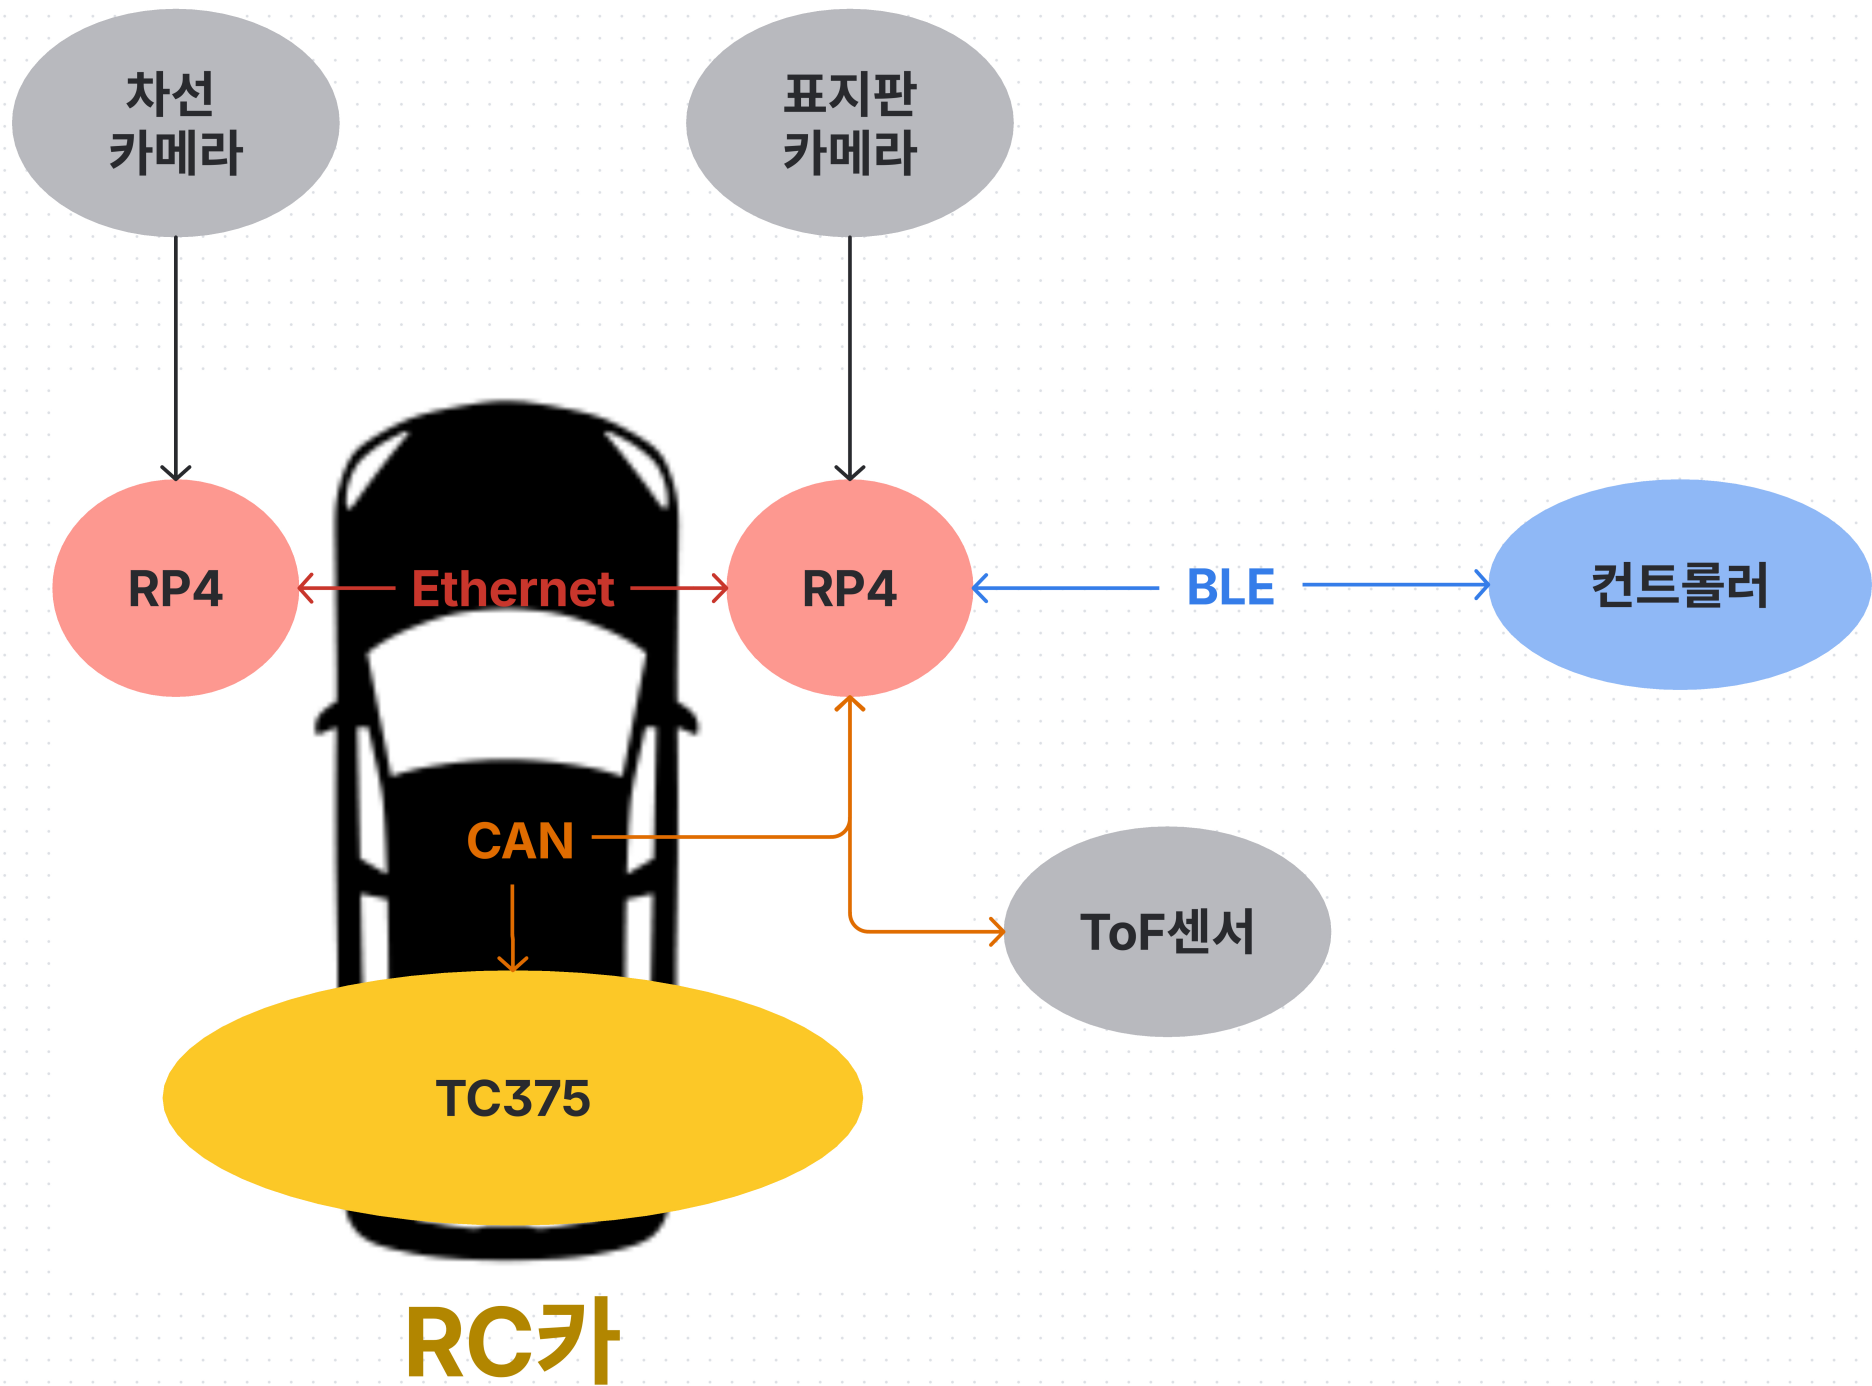 차선
카메라
표지판
카메라
RP4
Ethernet
RP4
BLE
컨트롤러
CAN
ToF센서
TC375
RC카